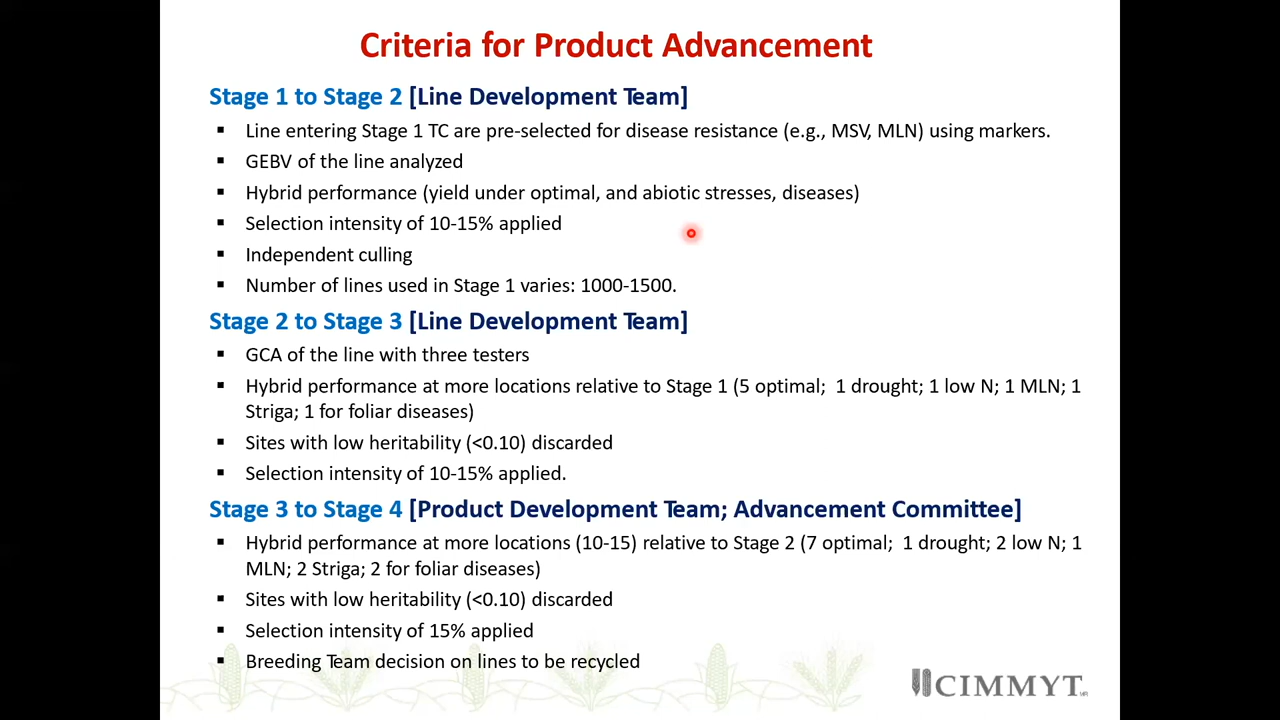 Criteria for Product Advancement
Stage 1 to Stage 2 [Line Development Team]
▪ Line entering Stage 1 TC are pre-selected for disease resistance (e.g., MSV, MLN) using markers.
▪ GEBV of the line analyzed
▪ Hybrid performance (yield under optimal, and abiotic stresses, diseases)
▪ Selection intensity of 10-15% applied
▪ Independent culling
▪ Number of lines used in Stage 1 varies: 1000-1500.
Stage 2 to Stage 3 [Line Development Team]
▪ GCA of the line with three testers
▪ Hybrid performance at more locations relative to Stage 1 (5 optimal; 1 drought; 1 low N; 1 MLN; 1
Striga; 1 for foliar diseases)
▪ Sites with low heritability (<0.10) discarded
▪ Selection intensity of 10-15% applied.
Stage 3 to Stage 4 [Product Development Team; Advancement Committee]
▪ Hybrid performance at more locations (10-15) relative to Stage 2 (7 optimal; 1 drought; 2 low N; 1
MLN; 2 Striga; 2 for foliar diseases)
▪ Sites with low heritability (<0.10) discarded
▪ Selection intensity of 15% applied
▪ Breeding Team decision on lines to be recycled
CIMMYT